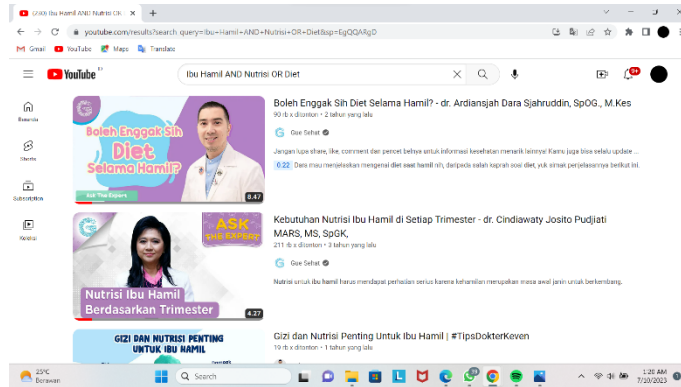 (930) Ibu Hamil AND Nutrisi OR
youtube.com/results?search_query=Ibu+Hamil+AND+Nutrisi+OR+Diet&sp=EgQQARgD
Gmail YouTube Maps Translate
YouTube ID
Ibu Hamil AND Nutrisi OR Diet
9+
Beranda
Shorts
Subscription
Koleksi
Boleh Enggak Sih
Diet
Selama Hamil?
Ask The Expert
8.47
Boleh Enggak Sih Diet Selama Hamil? - dr. Ardiansjah Dara Sjahruddin, SpOG., M.Kes
90 rb x ditonton • 2 tahun yang lalu
Gue Sehat
Jangan lupa share, like, comment dan percet belnya untuk informasi kesehatan menarik lainnya! Kamu juga bisa selalu update ...
0.22 Dara mau menjelaskan mengenai diet saat hamil nih, daripada salah kaprah soal diet, yuk simak penjelasannya berikut ini.
ASK
THE EXPERT
Nutrisi Ibu Hamil
Berdasarkan Trimester
4.27
Kebutuhan Nutrisi Ibu Hamil di Setiap Trimester - dr. Cindiawaty Josito Pudjiati
MARS, MS, SpGK,
211 rb x ditonton • 3 tahun yang lalu
Gue Sehat
Nutrisi untuk ibu hamil harus mendapat perhatian serius karena kehamilan merupakan masa awal janin untuk berkembang.
GIZI DAN NUTRISI PENTING
UNTUK IBU HAMIL
Gizi dan Nutrisi Penting Untuk Ibu Hamil | #TipsDokterKeven
19 rb x ditonton • 1 tahun yang lalu
25°C
Berawan
Search
1:20 AM
7/10/2023